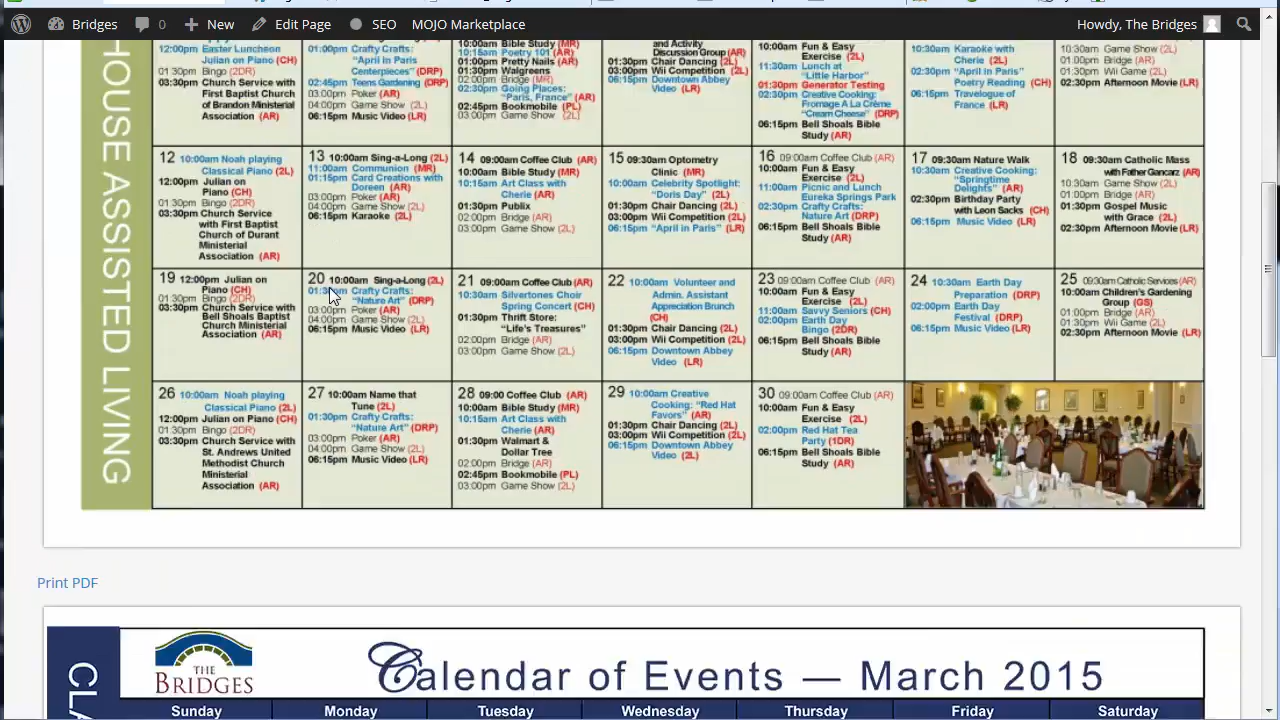 Bridges 0 New Edit Page SEO MOJO Marketplace Howdy, The Bridges
HOUSE ASSISTED LIVING
12:00pm Easter Luncheon
Julian on Piano (CH)
01:30pm Bingo (2DR)
03:30pm Church Service with
First Baptist Church
of Brandon Ministerial
Association (AR)
01:00pm Crafty Crafts:
"April In Paris
Centerpieces" (DRP)
02:45pm Teens Gardening (DRP)
03:00pm Poker (AR)
04:00pm Game Show (2L)
06:15pm Music Video (LR)
10:00am Bible Study (MR)
10:15am Poetry 101 (AR)
01:00pm Pretty Nails (AR)
01:30pm Walgreens
02:00pm Bridge (MR)
02:30pm Going Places:
"Paris, France" (AR)
02:45pm Bookmobile (PL)
03:00pm Game Show (2L)
and Activity
Discussion Group (AR)
01:30pm Chair Dancing (2L)
03:00pm Wii Competition (2L)
06:15pm Downtown Abbey
Video (LR)
10:00am Fun & Easy
Exercise (2L)
11:30am Lunch at
"Little Harbor"
01:30pm Generator Testing
02:30pm Creative Cooking:
Fromage A La Crème
"Cream Cheese" (DRP)
06:15pm Bell Shoals Bible
Study (AR)
10:30am Karaoke with
Cherie (2L)
02:30pm "April in Paris"
Poetry Reading (CH)
06:15pm Travelogue of
France (LR)
10:30am Game Show (2L)
01:00pm Bridge (AR)
01:30pm Wii Game (2L)
02:30pm Afternoon Movie (LR)
12 10:00am Noah playing
Classical Piano (2L)
12:00pm Julian on
Piano (CH)
01:30pm Bingo (2DR)
03:30pm Church Service
with First Baptist
Church of Durant
Ministerial
Association (AR)
13 10:00am Sing-a-Long (2L)
11:00am Communion (MR)
01:15pm Card Creations with
Doreen (AR)
03:00pm Poker (AR)
04:00pm Game Show (2L)
06:15pm Karaoke (2L)
14 09:00am Coffee Club (AR)
10:00am Bible Study (MR)
10:15am Art Class with
Cherie (AR)
01:30pm Publix
02:00pm Bridge (AR)
03:00pm Game Show (2L)
15 09:30am Optometry
Clinic (MR)
10:00am Celebrity Spotlight:
"Doris Day" (2L)
01:30pm Chair Dancing (2L)
03:00pm Wii Competition (2L)
06:15pm "April in Paris" (LR)
16 09:00am Coffee Club (AR)
10:00am Fun & Easy
Exercise (2L)
11:00am Picnic and Lunch
Eureka Springs Park
02:30pm Crafty Crafts:
Nature Art (DRP)
06:15pm Bell Shoals Bible
Study (AR)
17 09:30am Nature Walk
10:30am Creative Cooking:
"Springtime
Delights" (AR)
02:30pm Birthday Party
with Leon Sacks (CH)
06:15pm Music Video (LR)
18 09:30am Catholic Mass
with Father Gancarz (AR)
10:30am Game Show (2L)
01:00pm Bridge (AR)
01:30pm Gospel Music
with Grace (2L)
02:30pm Afternoon Movie (LR)
19 12:00pm Julian on
Piano (CH)
01:30pm Bingo (2DR)
03:30pm Church Service with
Bell Shoals Baptist
Church Ministerial
Association (AR)
20 10:00am Sing-a-Long (2L)
01:30pm Crafty Crafts:
"Nature Art" (DRP)
03:00pm Poker (AR)
04:00pm Game Show (2L)
06:15pm Music Video (LR)
21 09:00am Coffee Club (AR)
10:30am Silvertones Choir
Spring Concert (CH)
01:30pm Thrift Store:
"Life's Treasures"
02:00pm Bridge (AR)
03:00pm Game Show (2L)
22 10:00am Volunteer and
Admin. Assistant
Appreciation Brunch
(CH)
01:30pm Chair Dancing (2L)
03:00pm Wii Competition (2L)
06:15pm Downtown Abbey
Video (LR)
23 09:00am Coffee Club (AR)
10:00am Fun & Easy
Exercise (2L)
11:00am Savvy Seniors (CH)
02:00pm Earth Day
Bingo (2DR)
06:15pm Bell Shoals Bible
Study (AR)
24 10:30am Earth Day
Preparation (DRP)
02:00pm Earth Day
Festival (DRP)
06:15pm Music Video (LR)
25 09:30am Catholic Services (AR)
10:00am Children's Gardening
Group (GS)
01:00pm Bridge (AR)
01:30pm Wii Game (2L)
02:30pm Afternoon Movie (LR)
26 10:00am Noah playing
Classical Piano (2L)
12:00pm Julian on Piano (CH)
01:30pm Bingo (2DR)
03:30pm Church Service with
St. Andrews United
Methodist Church
Ministerial
Association (AR)
27 10:00am Name that
Tune (2L)
01:30pm Crafty Crafts:
"Nature Art" (DRP)
03:00pm Poker (AR)
04:00pm Game Show (2L)
06:15pm Music Video (LR)
28 09:00 Coffee Club (AR)
10:00am Bible Study (MR)
10:15am Art Class with
Cherie (AR)
01:30pm Walmart &
Dollar Tree
02:00pm Bridge (AR)
02:45pm Bookmobile (PL)
03:00pm Game Show (2L)
29 10:00am Creative
Cooking: "Red Hat
Favors" (AR)
01:30pm Chair Dancing (2L)
03:00pm Wii Competition (2L)
06:15pm Downtown Abbey
Video (2L)
30 09:00am Coffee Club (AR)
10:00am Fun & Easy
Exercise (2L)
02:00pm Red Hat Tea
Party (1DR)
06:15pm Bell Shoals Bible
Study (AR)
Print PDF
CLA
THE
BRIDGES
Calendar of Events — March 2015
Sunday Monday Tuesday Wednesday Thursday Friday Saturday